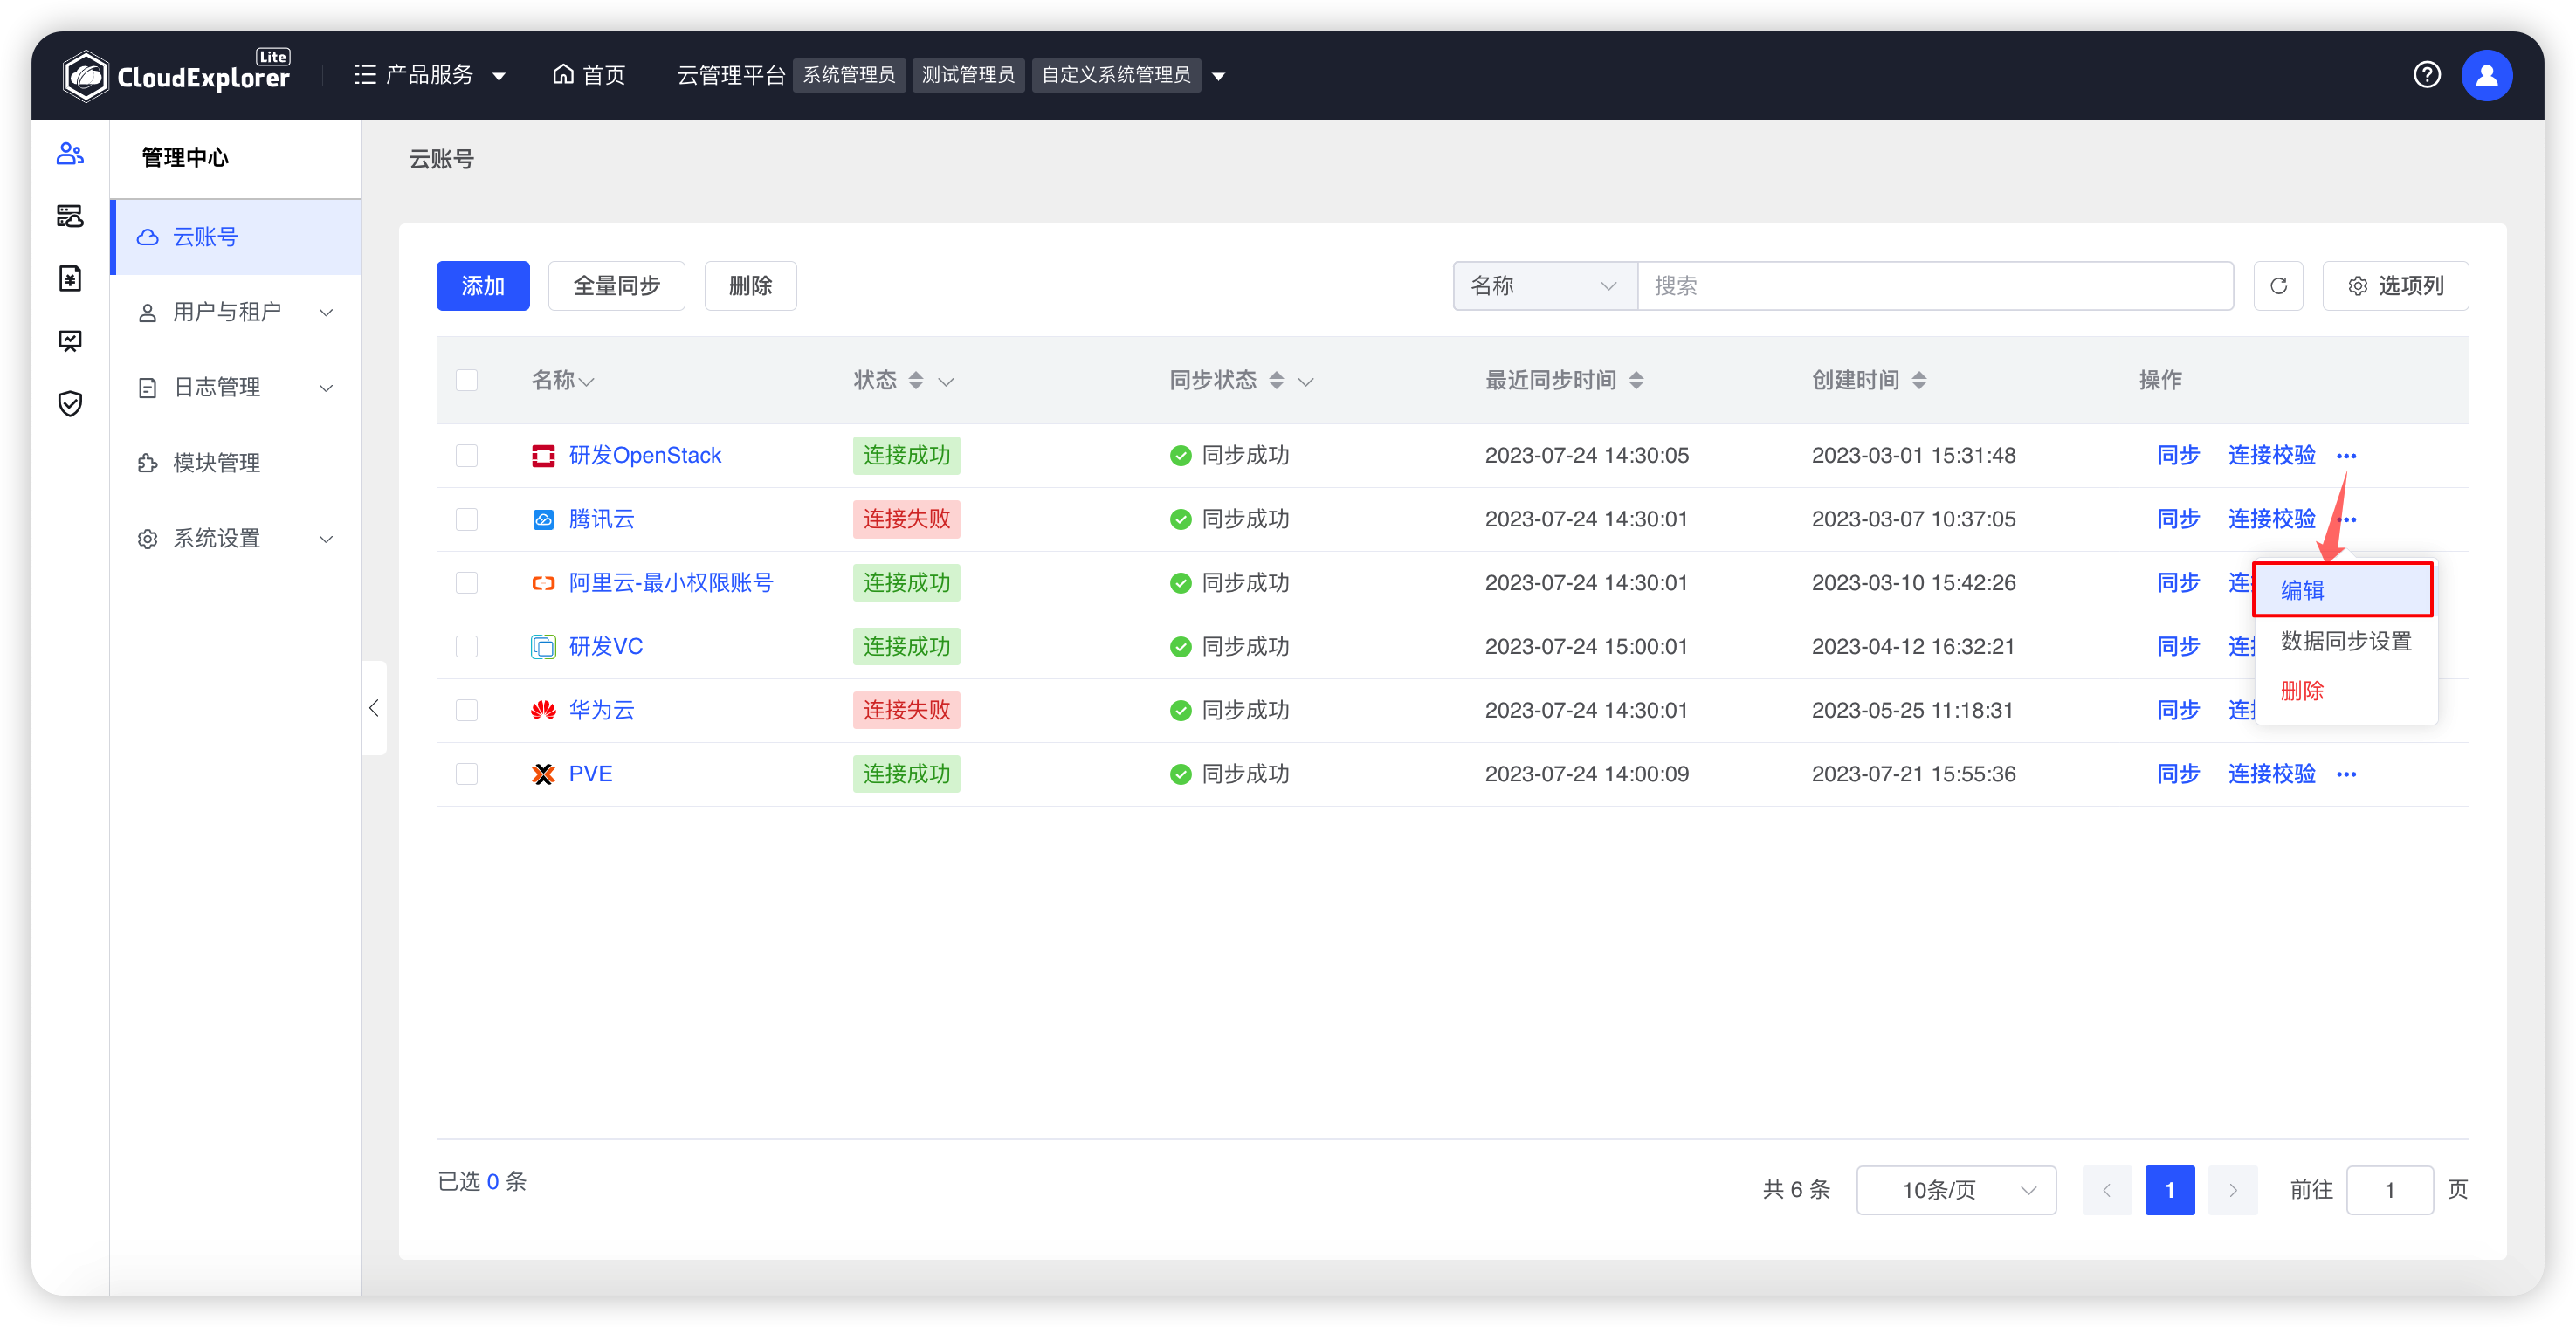 CloudExplorer Lite
产品服务
首页
云管理平台 系统管理员 测试管理员 自定义系统管理员
管理中心
云账号
用户与租户
日志管理
模块管理
系统设置
云账号
添加 全量同步 删除 名称 搜索 选项列
名称 状态 同步状态 最近同步时间 创建时间 操作
研发OpenStack 连接成功 同步成功 2023-07-24 14:30:05 2023-03-01 15:31:48 同步 连接校验
腾讯云 连接失败 同步成功 2023-07-24 14:30:01 2023-03-07 10:37:05 同步 连接校验
阿里云-最小权限账号 连接成功 同步成功 2023-07-24 14:30:01 2023-03-10 15:42:26 同步 连
研发VC 连接成功 同步成功 2023-07-24 15:00:01 2023-04-12 16:32:21 同步 连
华为云 连接失败 同步成功 2023-07-24 14:30:01 2023-05-25 11:18:31 同步 连
PVE 连接成功 同步成功 2023-07-24 14:00:09 2023-07-21 15:55:36 同步 连接校验
编辑
数据同步设置
删除
已选 0 条
共 6 条 10条/页 1 前往 1 页